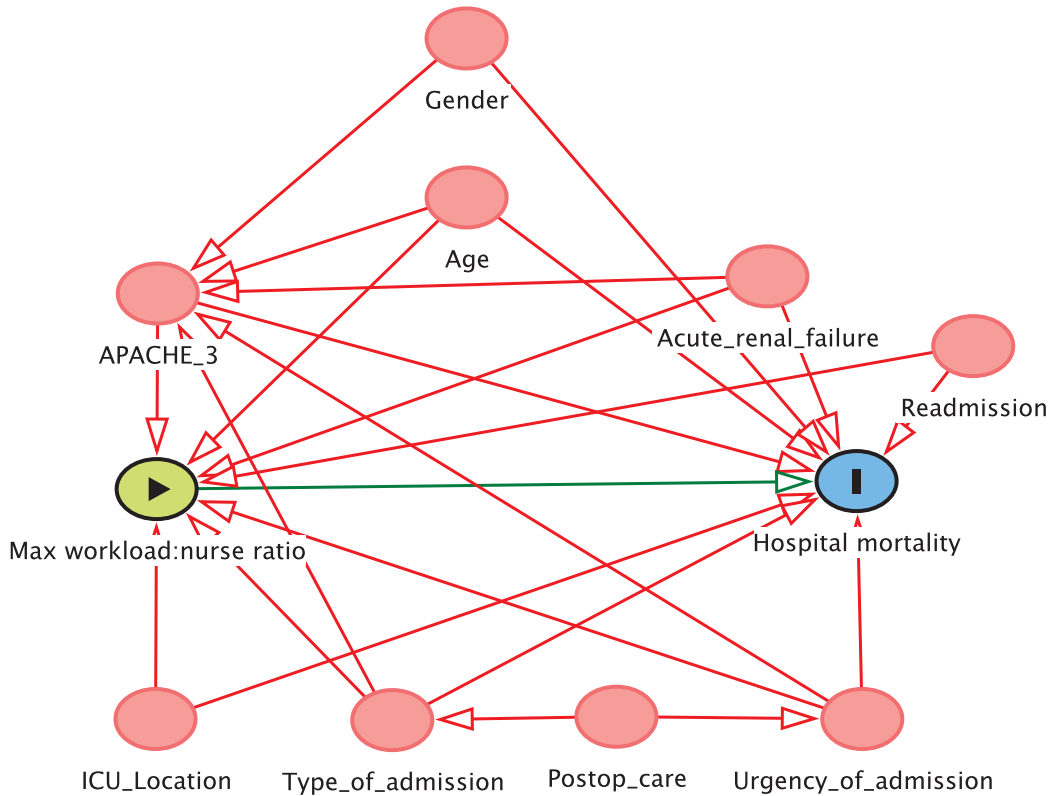 Gender
Age
Acute_renal_failure
APACHE_3
Readmission
Max workload:nurse ratio
Hospital mortality
ICU_Location
Type_of_admission
Postop_care
Urgency_of_admission